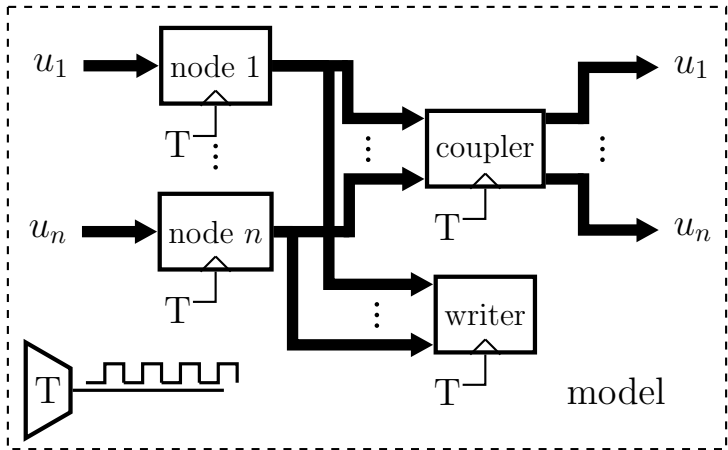 u1
node 1
T
⋮
un
node n
T
⋮
coupler
T
⋮
writer
T
u1
⋮
un
T
model